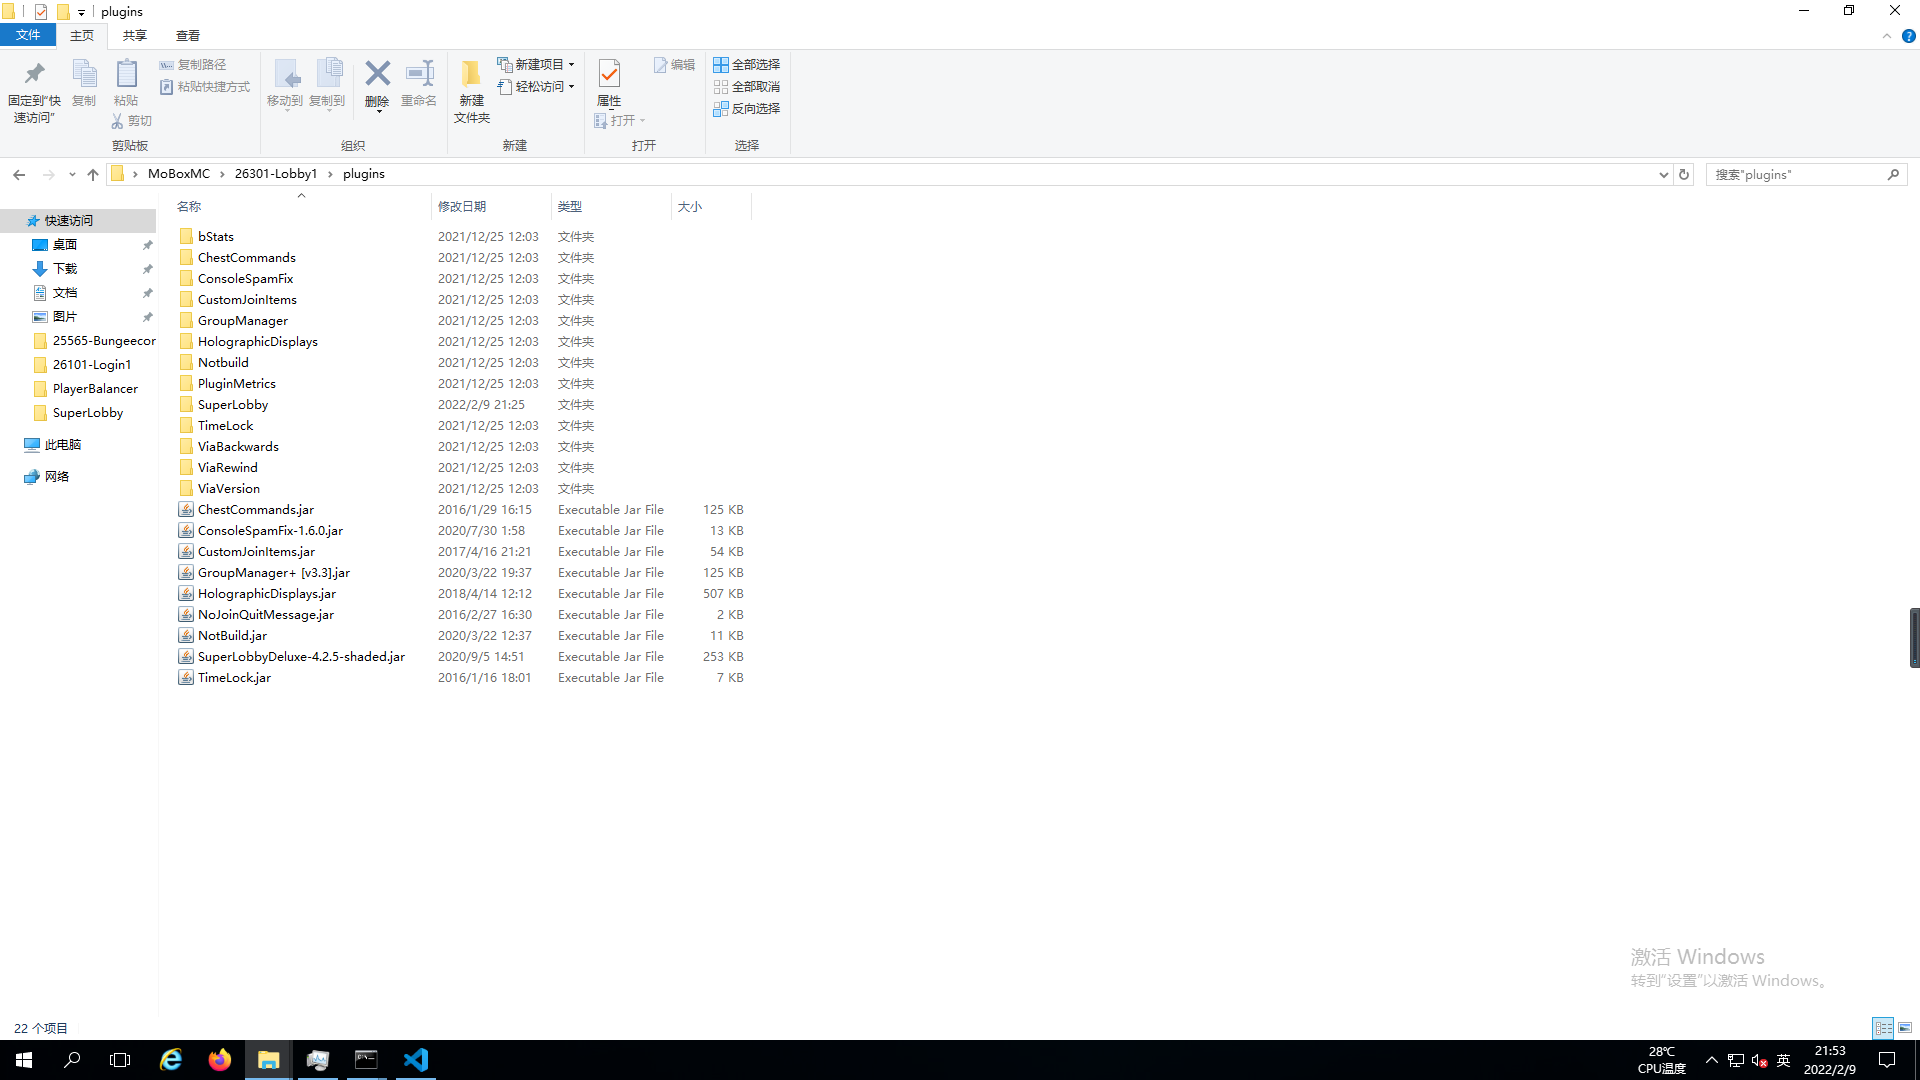 plugins
文件 主页 共享 查看
固定到"快速访问" 复制 粘贴 复制路径 粘贴快捷方式 剪切
移动到 复制到 删除 重命名
新建文件夹 新建项目 轻松访问
属性 打开 编辑
全部选择 全部取消 反向选择
剪贴板 组织 新建 打开 选择
MoBoxMC 26301-Lobby1 plugins
搜索"plugins"
快速访问
桌面
下载
文档
图片
25565-Bungeecor
26101-Login1
PlayerBalancer
SuperLobby
此电脑
网络
名称 修改日期 类型 大小
bStats 2021/12/25 12:03 文件夹
ChestCommands 2021/12/25 12:03 文件夹
ConsoleSpamFix 2021/12/25 12:03 文件夹
CustomJoinItems 2021/12/25 12:03 文件夹
GroupManager 2021/12/25 12:03 文件夹
HolographicDisplays 2021/12/25 12:03 文件夹
Notbuild 2021/12/25 12:03 文件夹
PluginMetrics 2021/12/25 12:03 文件夹
SuperLobby 2022/2/9 21:25 文件夹
TimeLock 2021/12/25 12:03 文件夹
ViaBackwards 2021/12/25 12:03 文件夹
ViaRewind 2021/12/25 12:03 文件夹
ViaVersion 2021/12/25 12:03 文件夹
ChestCommands.jar 2016/1/29 16:15 Executable Jar File 125 KB
ConsoleSpamFix-1.6.0.jar 2020/7/30 1:58 Executable Jar File 13 KB
CustomJoinItems.jar 2017/4/16 21:21 Executable Jar File 54 KB
GroupManager+ [v3.3].jar 2020/3/22 19:37 Executable Jar File 125 KB
HolographicDisplays.jar 2018/4/14 12:12 Executable Jar File 507 KB
NoJoinQuitMessage.jar 2016/2/27 16:30 Executable Jar File 2 KB
NotBuild.jar 2020/3/22 12:37 Executable Jar File 11 KB
SuperLobbyDeluxe-4.2.5-shaded.jar 2020/9/5 14:51 Executable Jar File 253 KB
TimeLock.jar 2016/1/16 18:01 Executable Jar File 7 KB
激活 Windows
转到"设置"以激活 Windows。
22 个项目
28℃
CPU温度
英
21:53
2022/2/9